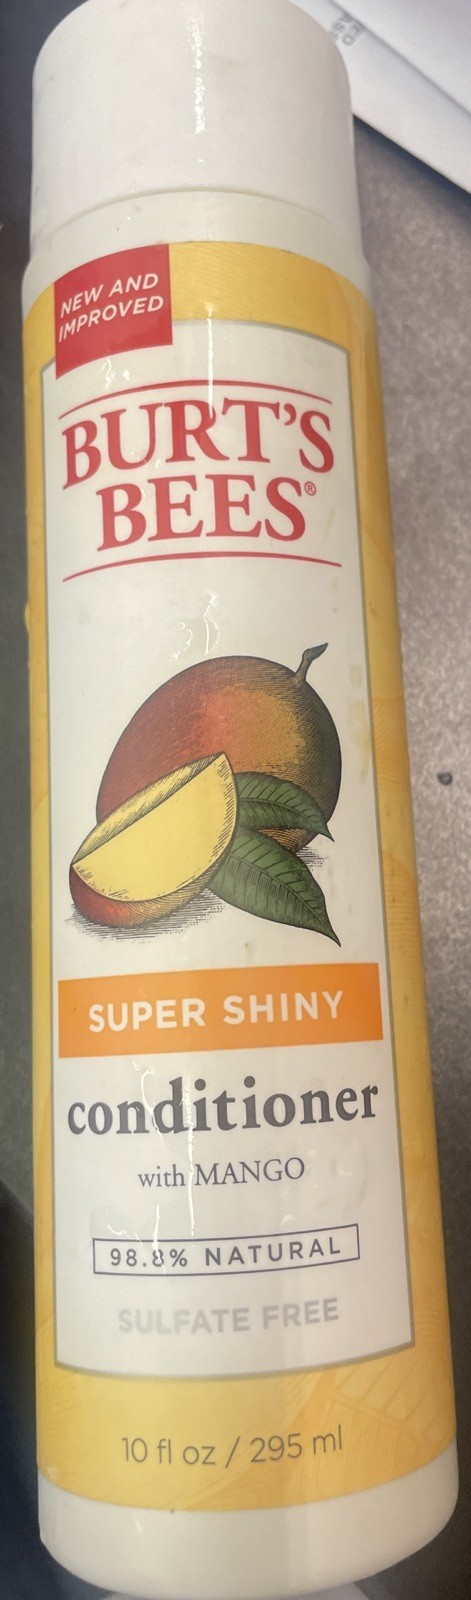 NEW AND
IMPROVED
BURT'S
BEES®
SUPER SHINY
conditioner
with MANGO
98.8% NATURAL
SULFATE FREE
10 fl oz / 295 ml